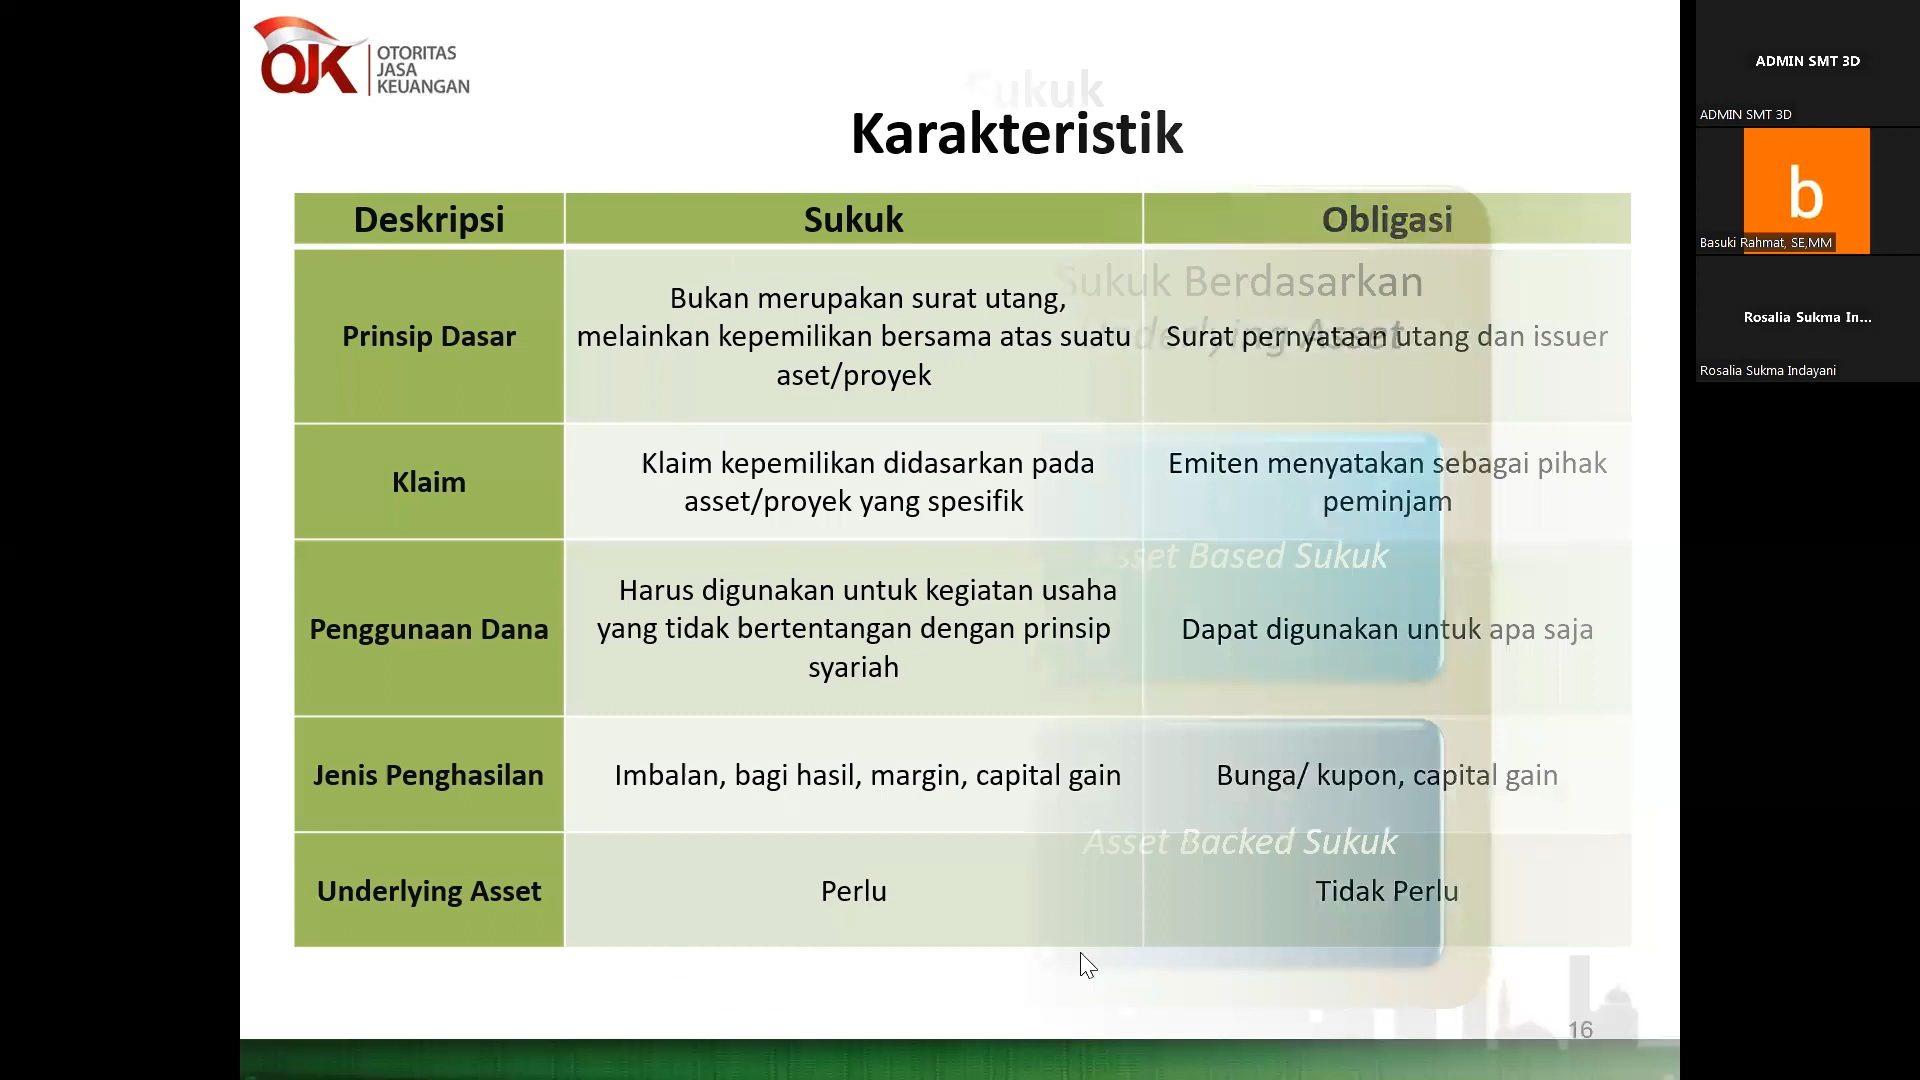 OJK
OTORITAS
JASA
KEUANGAN
Sukuk
Karakteristik
Deskripsi
Sukuk
Obligasi
Prinsip Dasar
Bukan merupakan surat utang,
melainkan kepemilikan bersama atas suatu
aset/proyek
Surat pernyataan utang dan issuer
Sukuk Berdasarkan
Underlying Asset
Klaim
Klaim kepemilikan didasarkan pada
asset/proyek yang spesifik
Emiten menyatakan sebagai pihak
peminjam
Asset Based Sukuk
Penggunaan Dana
Harus digunakan untuk kegiatan usaha
yang tidak bertentangan dengan prinsip
syariah
Dapat digunakan untuk apa saja
Jenis Penghasilan
Imbalan, bagi hasil, margin, capital gain
Bunga/ kupon, capital gain
Asset Backed Sukuk
Underlying Asset
Perlu
Tidak Perlu
16
ADMIN SMT 3D
ADMIN SMT 3D
b
Basuki Rahmat, SE,MM
Rosalia Sukma In...
Rosalia Sukma Indayani